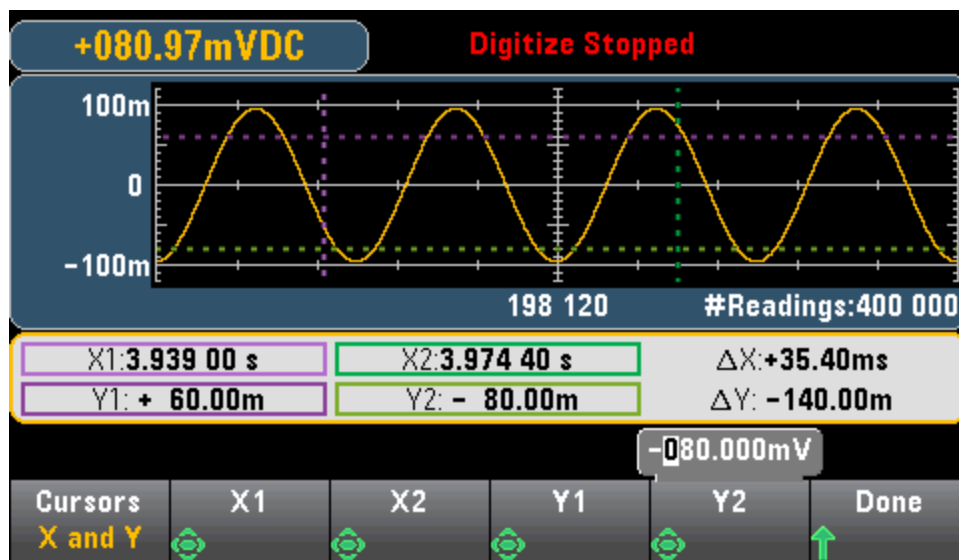 +080.97mVDC Digitize Stopped
100m
0
-100m
198 120 #Readings:400 000
X1:3.939 00 s X2:3.974 40 s ΔX:+35.40ms
Y1: + 60.00m Y2: - 80.00m ΔY: -140.00m
-080.000mV
Cursors X1 X2 Y1 Y2 Done
X and Y